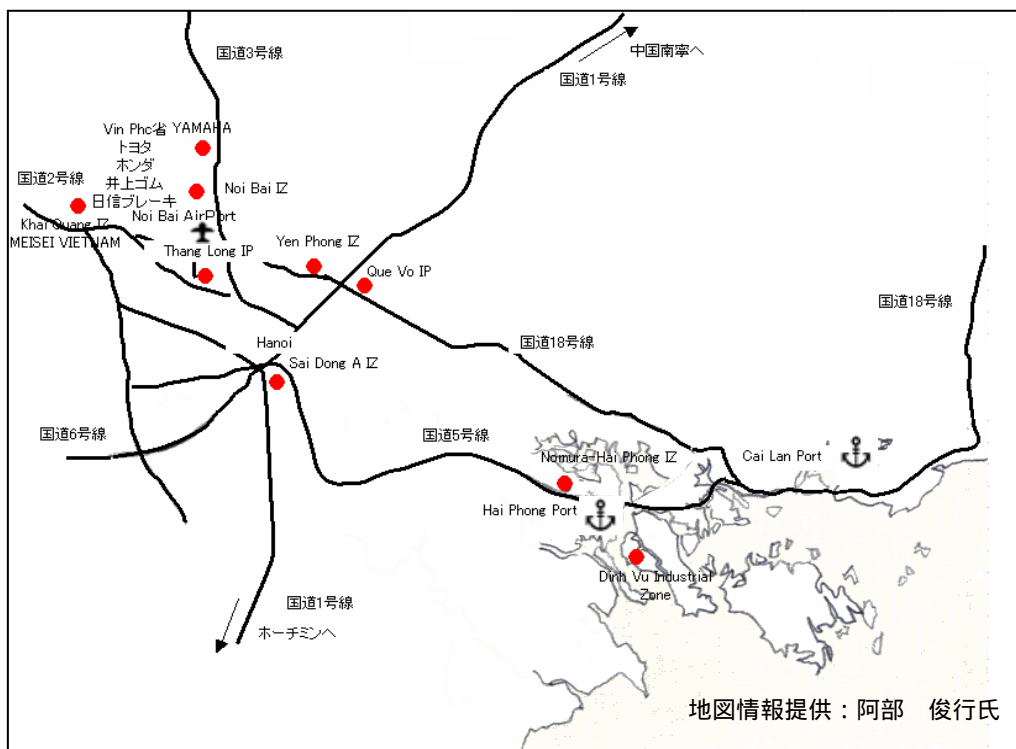 国道3号線
中国南寧へ
国道1号線
Vin Phc省 YAMAHA
トヨタ
ホンダ
井上ゴム
日信ブレーキ
国道2号線
Noi Bai IZ
Noi Bai AirPort
Khai Quang IZ
MEISEI VIETNAM
Thang Long IP
Yen Phong IZ
Que Vo IP
国道18号線
国道18号線
Hanoi
Sai Dong A IZ
国道6号線
国道5号線
Nomura-Hai Phong IZ
Cai Lan Port
Hai Phong Port
Dinh Vu Industrial
Zone
国道1号線
ホーチミンへ
地図情報提供：阿部　俊行氏